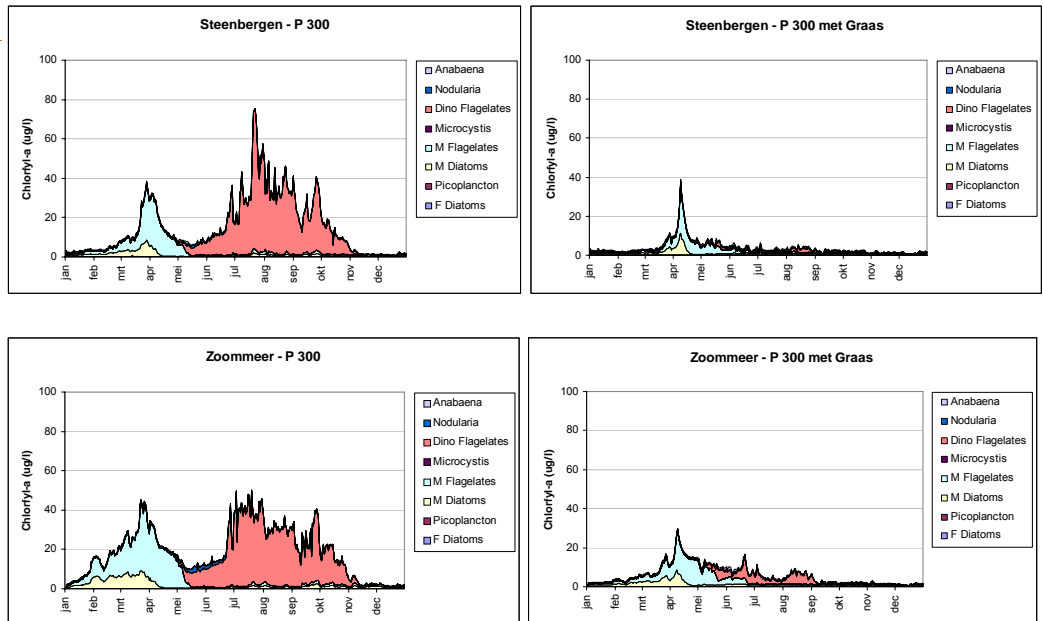 Steenbergen - P 300
Chlorfyl-a (ug/l)
100
80
60
40
20
0
jan feb mrt apr mei jun jul aug sep okt nov dec
Anabaena
Nodularia
Dino Flagelates
Microcystis
M Flagelates
M Diatoms
Picoplancton
F Diatoms
Steenbergen - P 300 met Graas
Chlorfyl-a (ug/l)
100
80
60
40
20
0
jan feb mrt apr mei jun jul aug sep okt nov dec
Anabaena
Nodularia
Dino Flagelates
Microcystis
M Flagelates
M Diatoms
Picoplancton
F Diatoms
Zoommeer - P 300
Chlorfyl-a (ug/l)
100
80
60
40
20
0
jan feb mrt apr mei jun jul aug sep okt nov dec
Anabaena
Nodularia
Dino Flagelates
Microcystis
M Flagelates
M Diatoms
Picoplancton
F Diatoms
Zoommeer - P 300 met Graas
Chlorfyl-a (ug/l)
100
80
60
40
20
0
jan feb mrt apr mei jun jul aug sep okt nov dec
Anabaena
Nodularia
Dino Flagelates
Microcystis
M Flagelates
M Diatoms
Picoplancton
F Diatoms